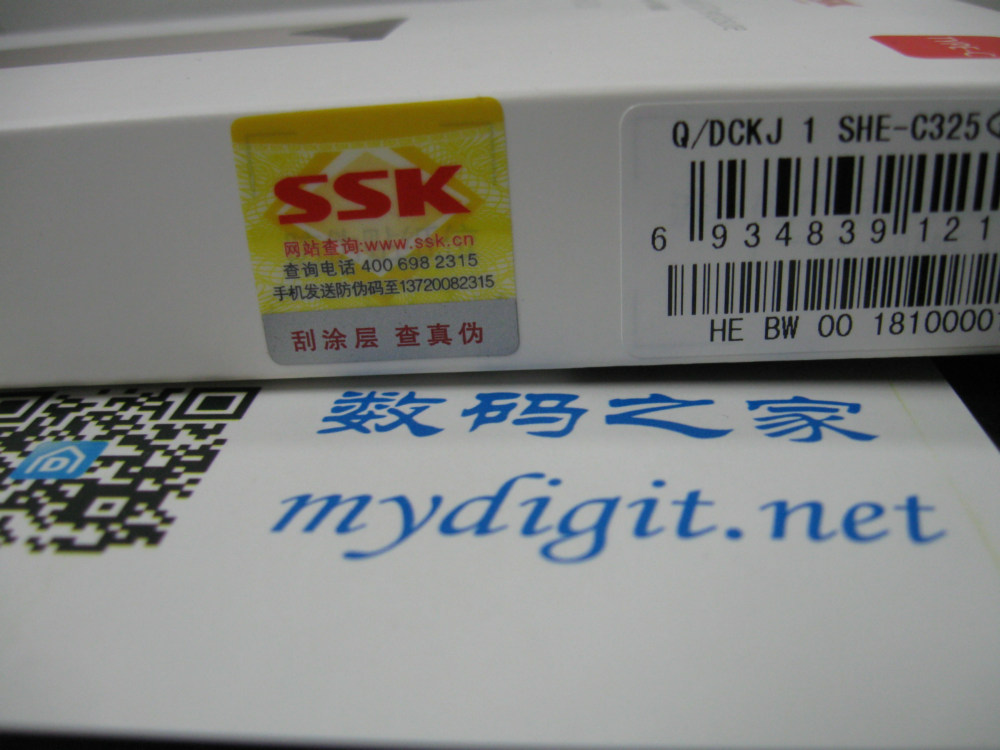 TYPE-C
SSK
网站查询:www.ssk.cn
查询电话 400 698 2315
手机发送防伪码至13720082315
刮涂层 查真伪
Q/DCKJ 1 SHE-C325
6 934839 121
HE BW 00 1810000
数码之家
mydigit.net